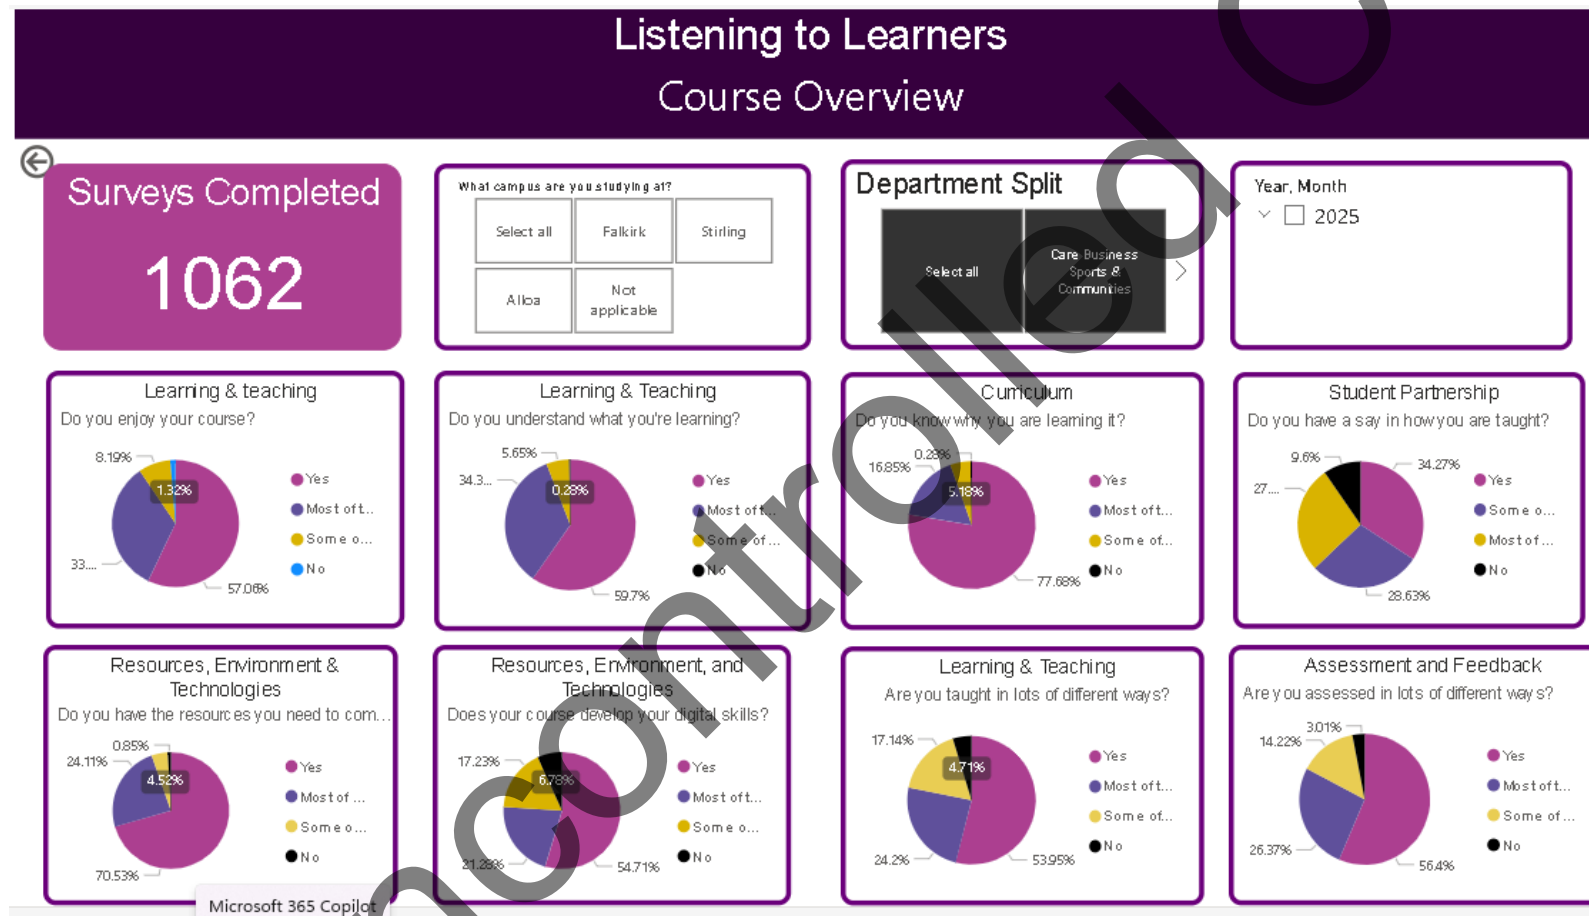 Listening to Learners
Course Overview
Surveys Completed
1062
What campus are you studying at?
Select all
Falkirk
Stirling
Alloa
Not applicable
Department Split
Select all
Care Business Sports & Communities
Year, Month
2025
Learning & teaching
Do you enjoy your course?
8.19%
1.32%
33....
57.06%
Yes
Most oft...
Some o...
No
Learning & Teaching
Do you understand what you're learning?
5.65%
34.3...
0.28%
59.7%
Yes
Most oft...
Some of...
No
Curriculum
Do you know why you are learning it?
0.28%
16.85%
5.18%
77.68%
Yes
Most oft...
Some of...
No
Student Partnership
Do you have a say in how you are taught?
9.6%
34.27%
27....
28.63%
Yes
Some o...
Most of...
No
Resources, Environment &
Technologies
Do you have the resources you need to com...
0.85%
24.11%
4.52%
70.53%
Yes
Most of ...
Some o...
No
Resources, Environment, and
Technologies
Does your course develop your digital skills?
17.23%
6.78%
21.28%
54.71%
Yes
Most oft...
Some o...
No
Learning & Teaching
Are you taught in lots of different ways?
17.14%
4.71%
24.2%
53.95%
Yes
Most oft...
Some of...
No
Assessment and Feedback
Are you assessed in lots of different ways?
3.01%
14.22%
26.37%
56.4%
Yes
Most oft...
Some of...
No
Microsoft 365 Copilot
ncontrolled C